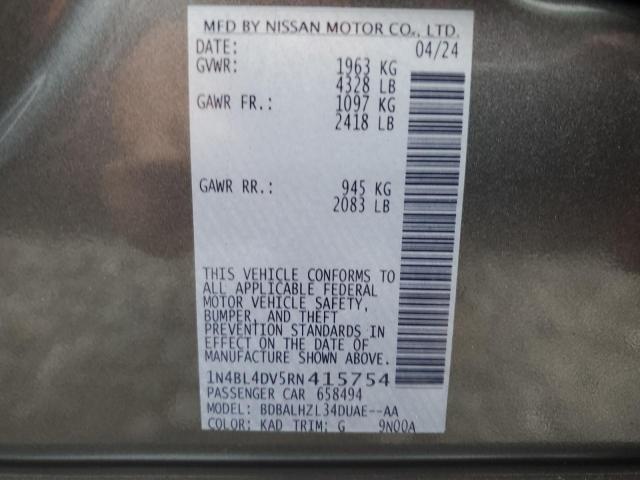 MFD BY NISSAN MOTOR CO., LTD.
DATE: 04/24
GVWR: 1963 KG
4328 LB
GAWR FR.: 1097 KG
2418 LB
GAWR RR.: 945 KG
2083 LB
THIS VEHICLE CONFORMS TO
ALL APPLICABLE FEDERAL
MOTOR VEHICLE SAFETY,
BUMPER, AND THEFT
PREVENTION STANDARDS IN
EFFECT ON THE DATE OF
MANUFACTURE SHOWN ABOVE.
1N4BL4DV5RN415754
PASSENGER CAR 658494
MODEL: BDBALHZL34DUAE--AA
COLOR: KAD TRIM: G 9N00A